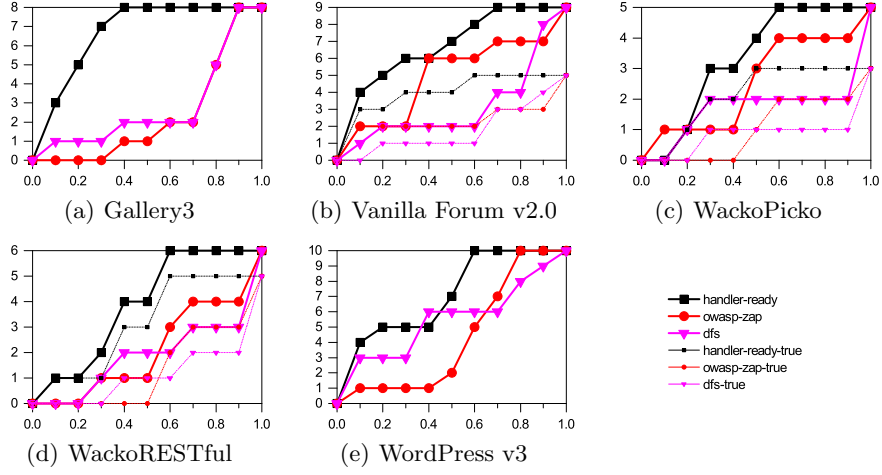 8
7
6
5
4
3
2
1
0
0.0 0.2 0.4 0.6 0.8 1.0
(a) Gallery3
9
8
7
6
5
4
3
2
1
0
0.0 0.2 0.4 0.6 0.8 1.0
(b) Vanilla Forum v2.0
5
4
3
2
1
0
0.0 0.2 0.4 0.6 0.8 1.0
(c) WackoPicko
6
5
4
3
2
1
0
0.0 0.2 0.4 0.6 0.8 1.0
(d) WackoRESTful
10
9
8
7
6
5
4
3
2
1
0
0.0 0.2 0.4 0.6 0.8 1.0
(e) WordPress v3
handler-ready
owasp-zap
dfs
handler-ready-true
owasp-zap-true
dfs-true